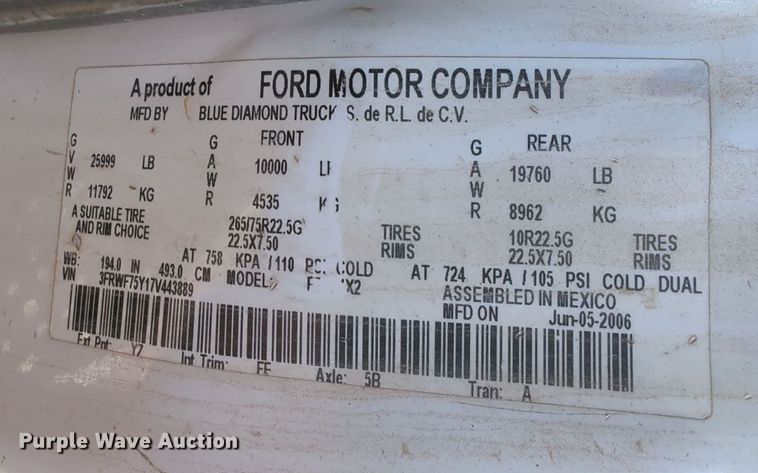 A product of FORD MOTOR COMPANY
MFD BY BLUE DIAMOND TRUCK S. de R.L. de C.V.
GVWR 25999 LB 11792 KG
FRONT GAWR 10000 4535
REAR GAWR 19760 LB 8962 KG
A SUITABLE TIRE AND RIM CHOICE
265/75R22.5G TIRES 10R22.5G TIRES
22.5X7.50 RIMS 22.5X7.50 RIMS
AT 758 KPA /110 PSI COLD AT 724 KPA /105 PSI COLD DUAL
WB: 194.0 IN 493.0 CM MODEL:
ASSEMBLED IN MEXICO
VIN 3FRWF75Y17V443889
MFD ON Jun-05-2006
Ext Pnt: YZ Int Trim: FE Axle: 5B Tran: A
Purple Wave Auction